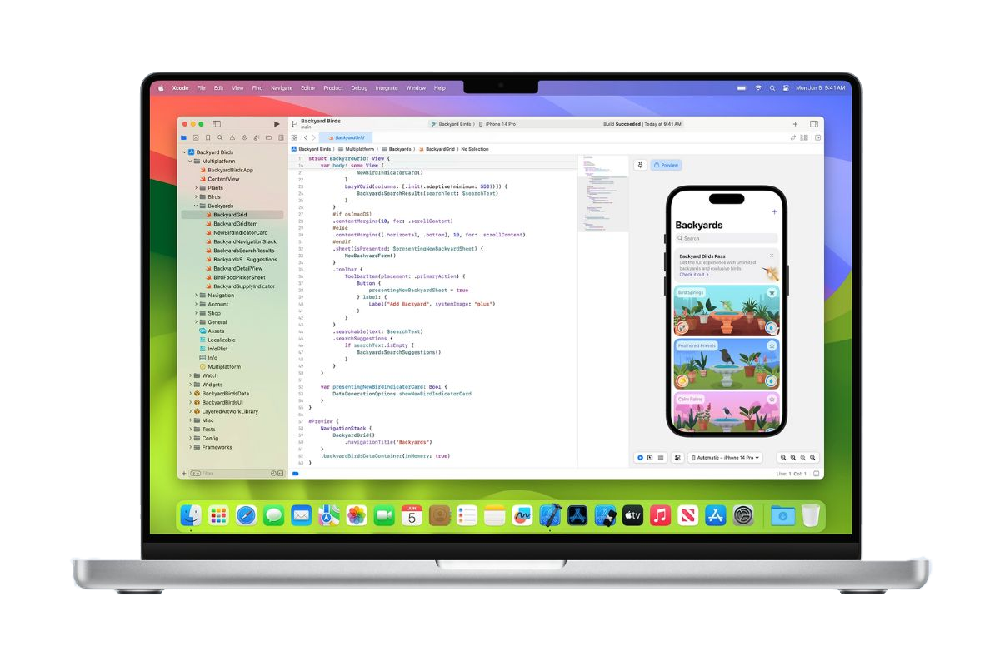 Xcode File Edit View Find Navigate Editor Product Debug Integrate Window Help
Mon Jun 5 9:41 AM
Backyard Birds
main
Backyard Birds › iPhone 14 Pro
Build Succeeded | Today at 9:41 AM
BackyardGrid
Backyard Birds › Multiplatform › Backyards › BackyardGrid › No Selection
Backyard Birds
Multiplatform
BackyardBirdsApp
ContentView
Plants
Birds
Backyards
BackyardGrid
BackyardGridItem
NewBirdIndicatorCard
BackyardNavigationStack
BackyardsSearchResults
BackyardsS...Suggestions
BackyardDetailView
BirdFoodPickerSheet
BackyardSupplyIndicator
Navigation
Account
Shop
General
Assets
Localizable
InfoPlist
Info
Multiplatform
Watch
Widgets
BackyardBirdsData
BackyardBirdsUI
LayeredArtworkLibrary
Misc
Tests
Config
Frameworks
Filter
11 struct BackyardGrid: View {
16 var body: some View {
21 NewBirdIndicatorCard()
22 }
23 LazyVGrid(columns: [.init(.adaptive(minimum: 550))]) {
24 BackyardsSearchResults(searchText: $searchText)
25 }
26 }
27 #if os(macOS)
28 .contentMargins(10, for: .scrollContent)
29 #else
30 .contentMargins([.horizontal, .bottom], 10, for: .scrollContent)
31 #endif
32 .sheet(isPresented: $presentingNewBackyardSheet) {
33 NewBackyardForm()
34 }
35 .toolbar {
36 ToolbarItem(placement: .primaryAction) {
37 Button {
38 presentingNewBackyardSheet = true
39 } label: {
40 Label("Add Backyard", systemImage: "plus")
41 }
42 }
43 }
44 .searchable(text: $searchText)
45 .searchSuggestions {
46 if searchText.isEmpty {
47 BackyardsSearchSuggestions()
48 }
49 }
50 }
51
52 var presentingNewBirdIndicatorCard: Bool {
53 DataGenerationOptions.showNewBirdIndicatorCard
54 }
55 }
56
57 #Preview {
58 NavigationStack {
59 BackyardGrid()
60 .navigationTitle("Backyards")
61 }
62 .backyardBirdsDataContainer(inMemory: true)
63 }
Preview
Backyards
Search
Backyard Birds Pass
Get the full experience with unlimited
backyards and exclusive birds
Check it out >
Bird Springs
Feathered Friends
Calm Palms
Automatic – iPhone 14 Pro
Line: 1 Col: 1
JUN
5
tv